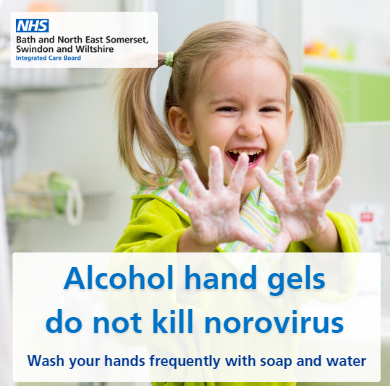 NHS
Bath and North East Somerset,
Swindon and Wiltshire
Integrated Care Board
Alcohol hand gels
do not kill norovirus
Wash your hands frequently with soap and water